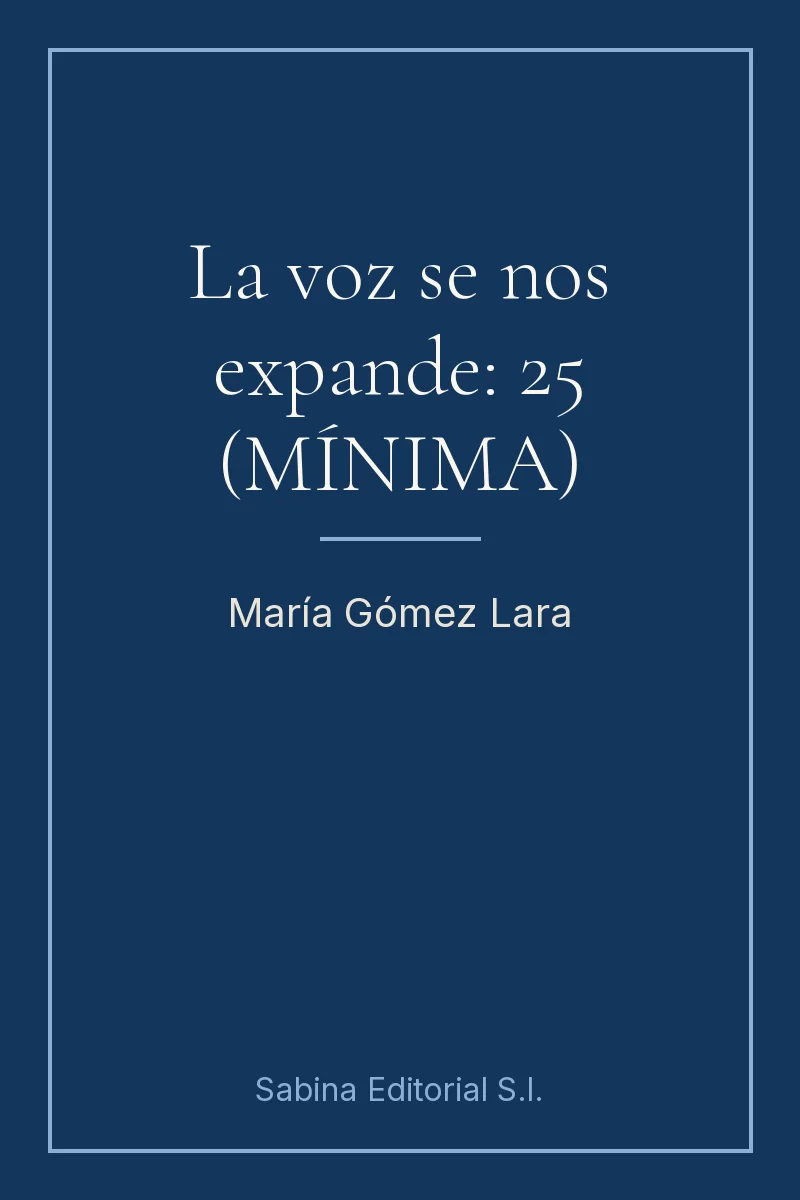 La voz se nos
expande: 25
(MÍNIMA)
María Gómez Lara
Sabina Editorial S.l.